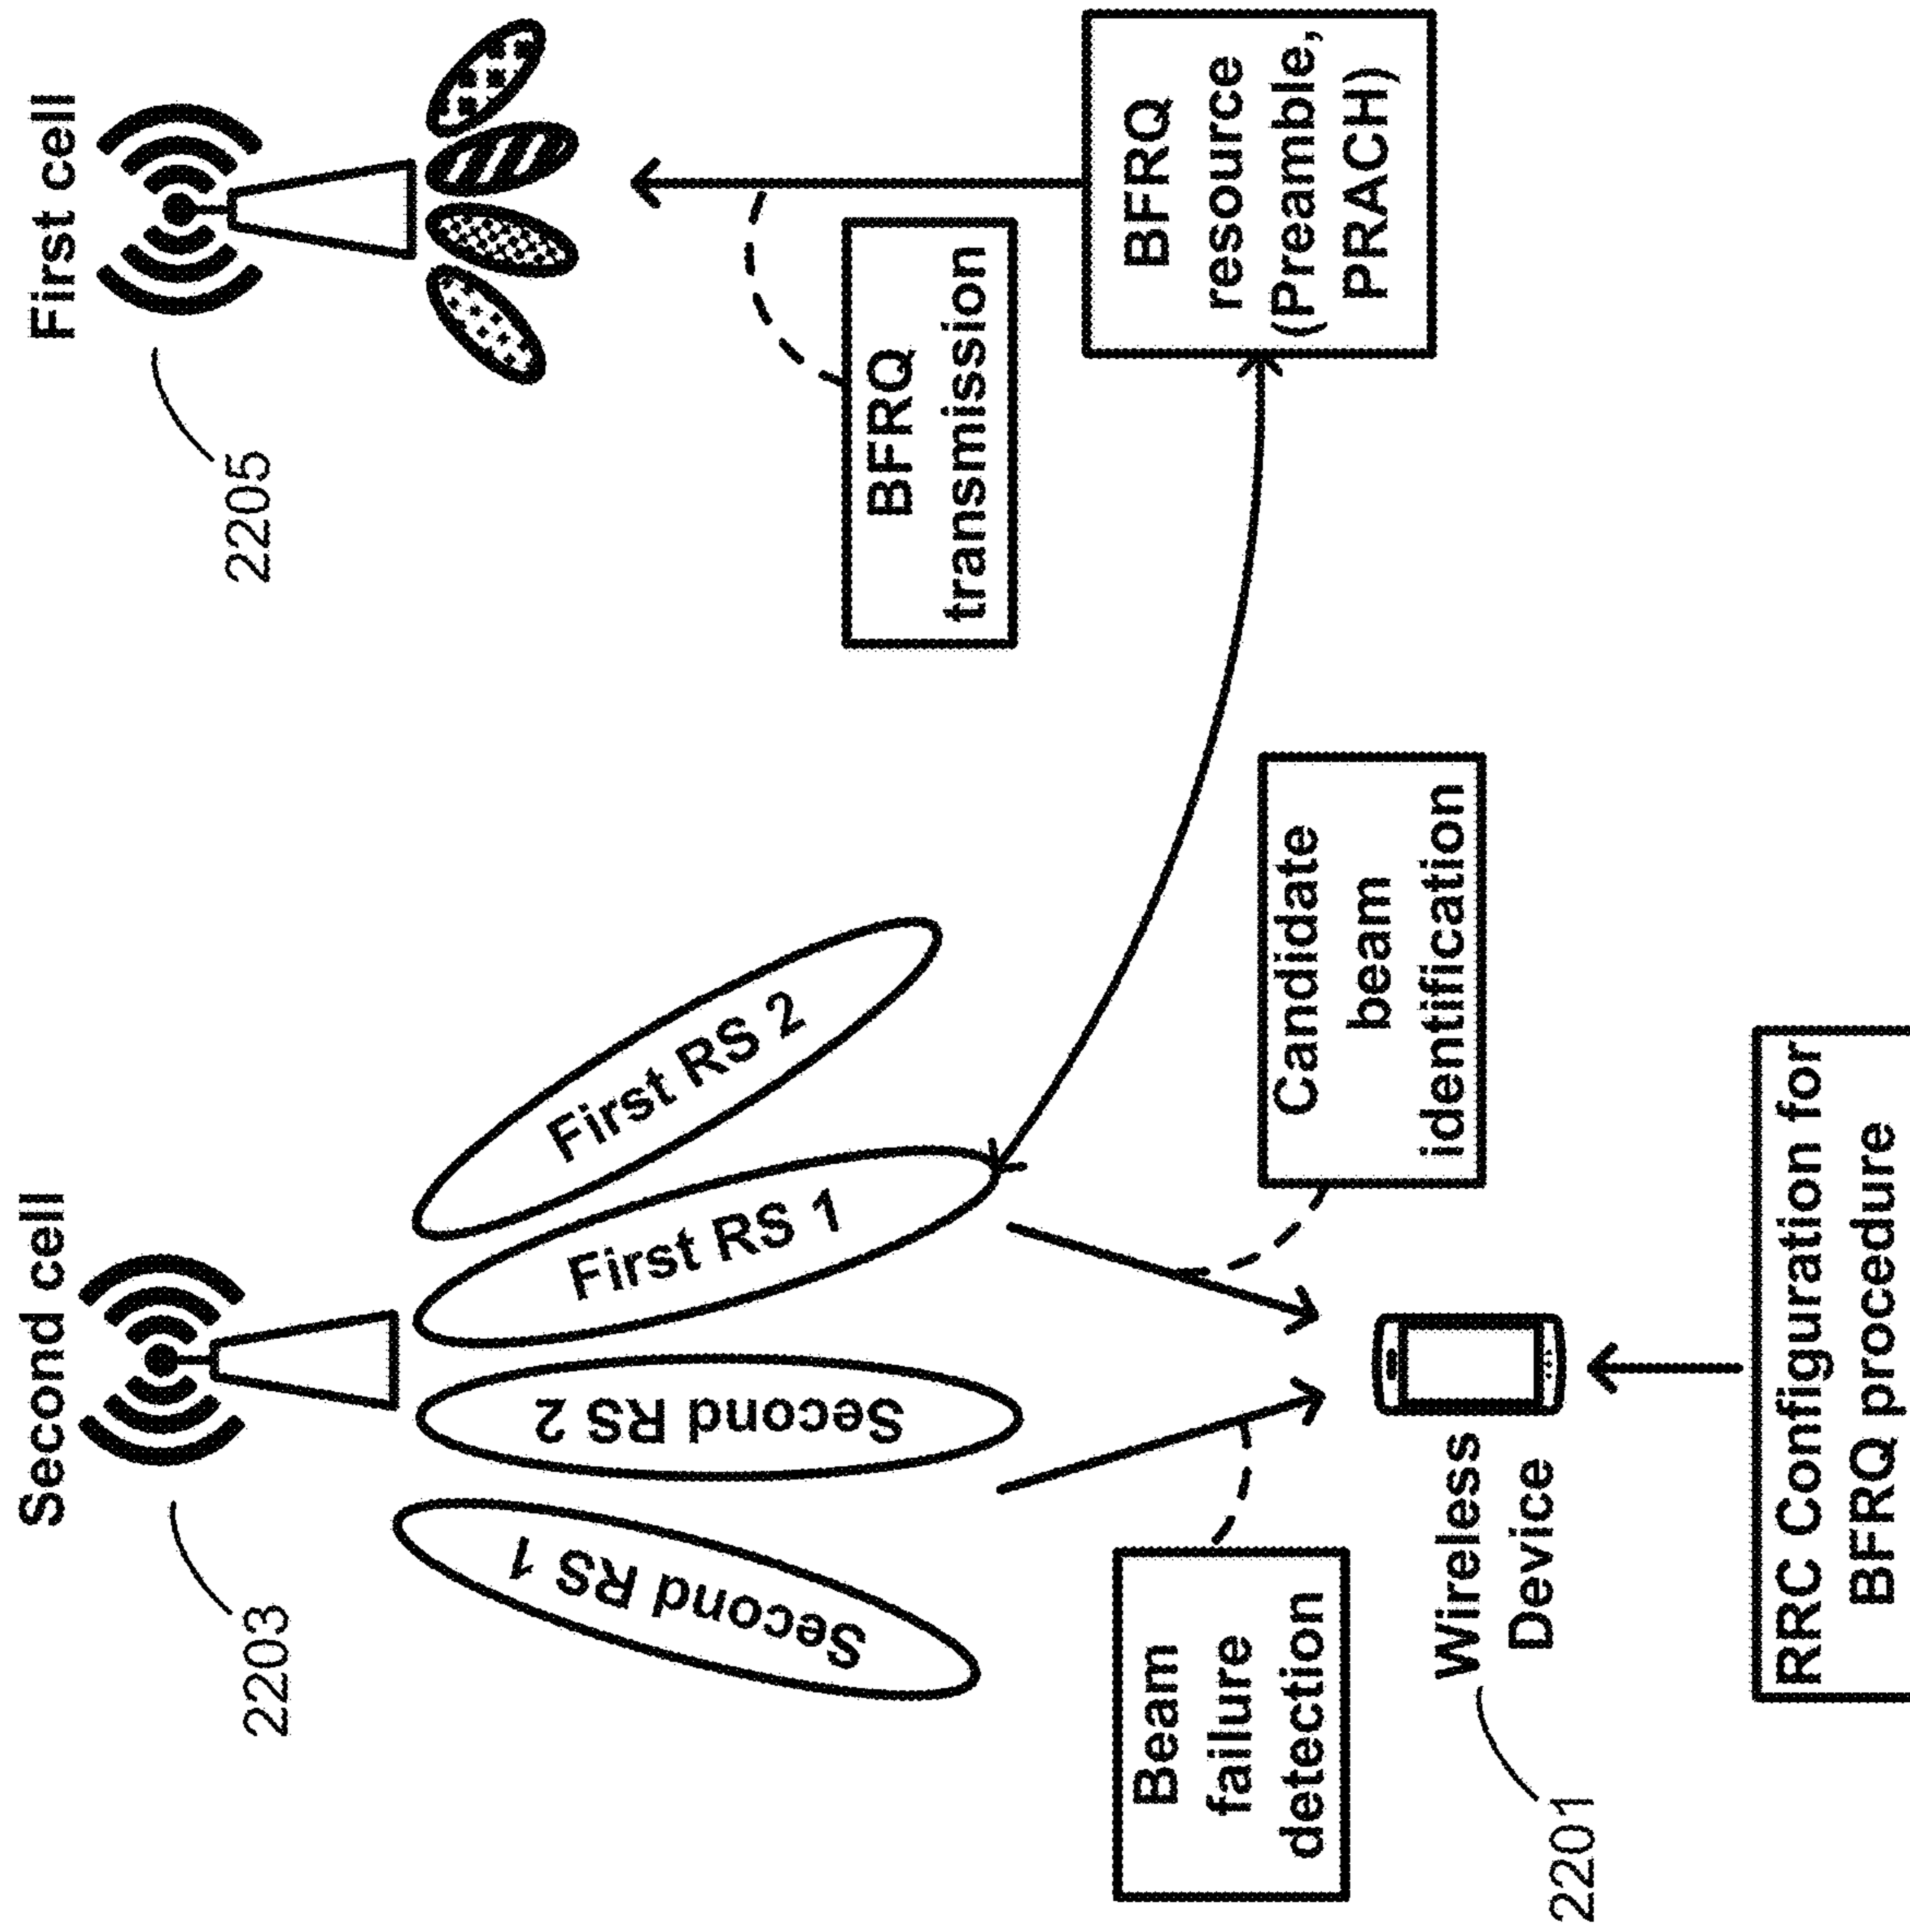 Second cell
2203
Second RS 1
Second RS 2
First RS 1
First RS 2
First cell
2205
BFRQ
transmission
BFRQ
resource
(Preamble,
PRACH)
Beam
failure
detection
Candidate
beam
identification
Wireless
Device
2201
RRC Configuration for
BFRQ procedure